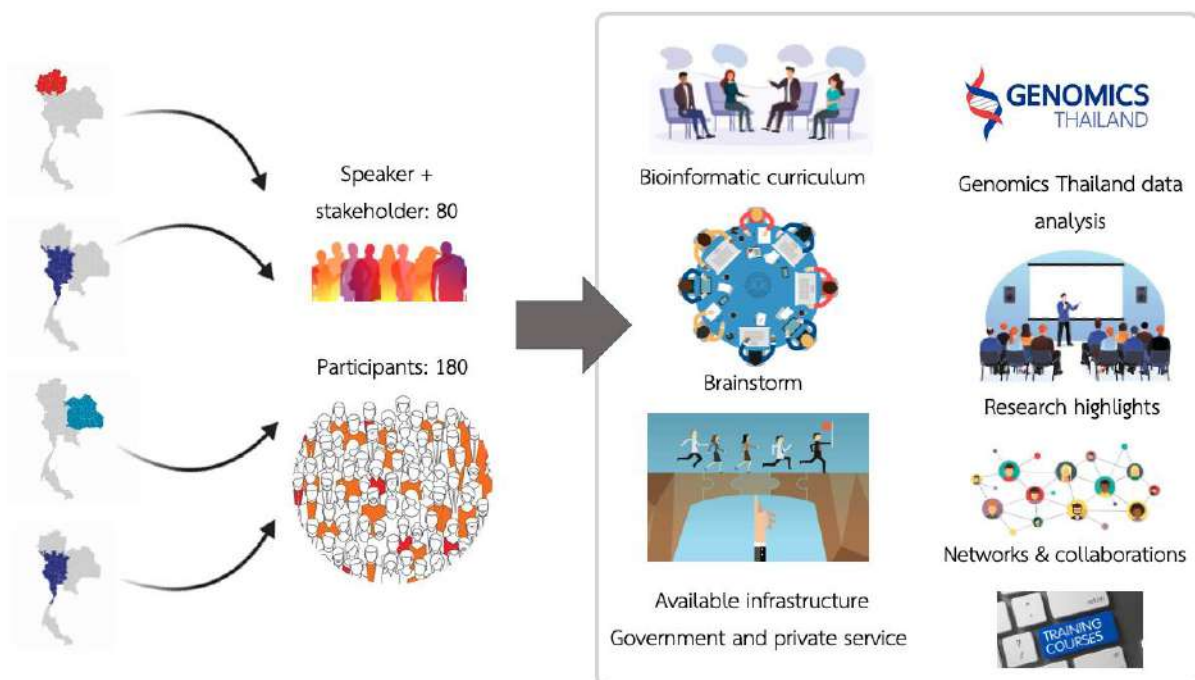 Speaker +
stakeholder: 80
Participants: 180
Bioinformatic curriculum
GENOMICS
THAILAND
Genomics Thailand data
analysis
Brainstorm
Research highlights
Available infrastructure
Government and private service
Networks & collaborations
TRAINING
COURSES